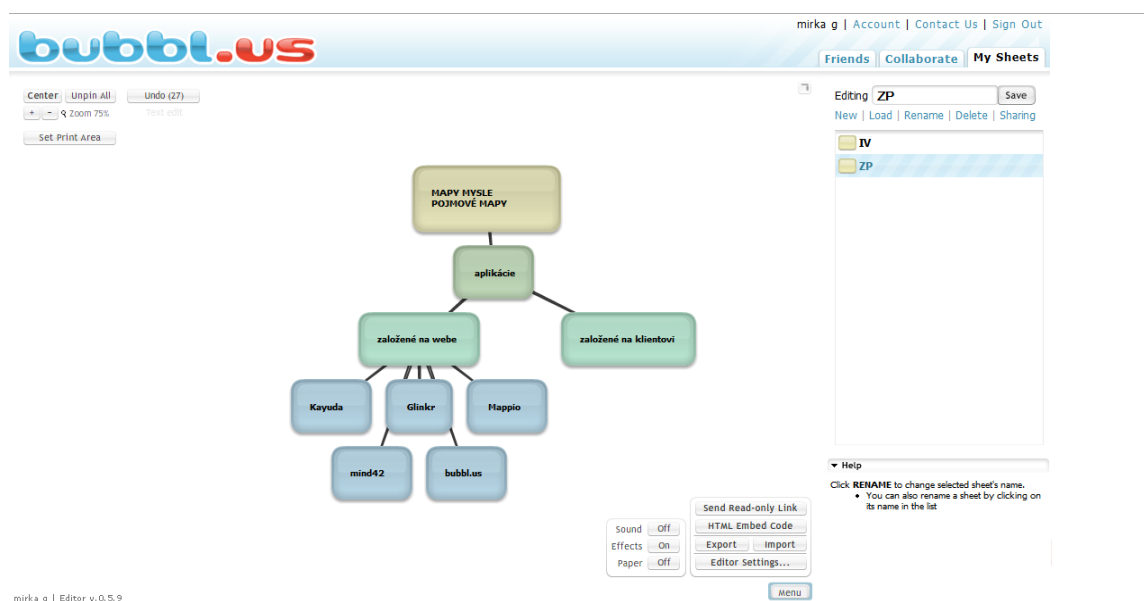 mirka g | Account | Contact Us | Sign Out
bubbl.us
Friends Collaborate My Sheets
Center Unpin All Undo (27)
+ - Zoom 75% Text edit
Set Print Area
Editing ZP Save
New | Load | Rename | Delete | Sharing
IV
ZP
MAPY MYSLE
POJMOVÉ MAPY
aplikácie
založené na webe založené na klientovi
Kayuda Glinkr Mappio
mind42 bubbl.us
Help
Click RENAME to change selected sheet's name.
• You can also rename a sheet by clicking on
its name in the list
Send Read-only Link
Sound Off HTML Embed Code
Effects On Export Import
Paper Off Editor Settings...
Menu
mirka g | Editor v.0.5.9